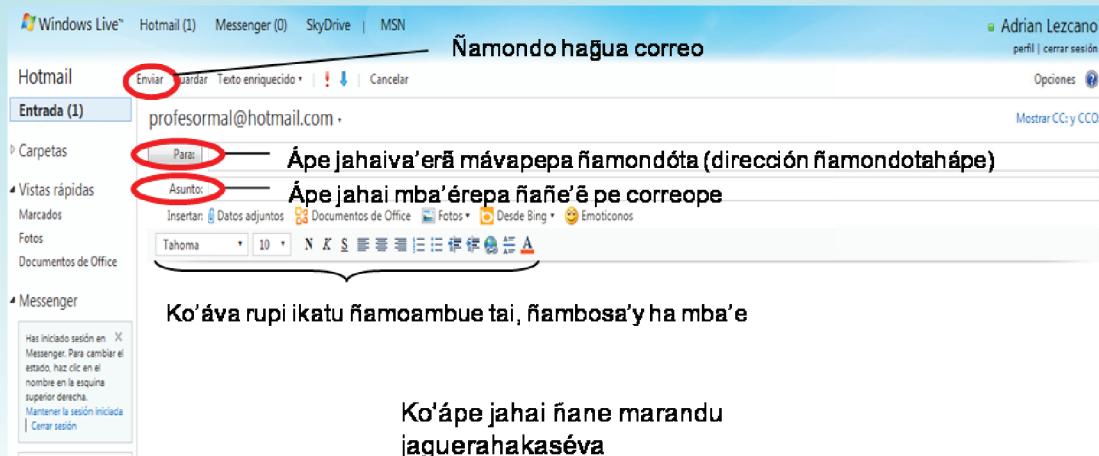 Windows Live™ Hotmail (1) Messenger (0) SkyDrive | MSN
Adrian Lezcano
perfil | cerrar sesión
Ñamondo hag̃ua correo
Hotmail
Enviar Guardar Texto enriquecido Cancelar
Opciones
Entrada (1)
profesormal@hotmail.com
Mostrar CC: y CCO:
Carpetas
Para:
Ápe jahaiva’erã mávapepa ñamondóta (dirección ñamondotahápe)
Vistas rápidas
Asunto:
Ápe jahai mba’érepa ñañe’ẽ pe correope
Marcados
Insertar: Datos adjuntos Documentos de Office Fotos Desde Bing Emoticonos
Fotos
Tahoma 10 N K S A
Documentos de Office
Messenger
Ko’áva rupi ikatu ñamoambue tai, ñambosa’y ha mba’e
Has iniciado sesión en X
Messenger. Para cambiar el
estado, haz clic en el
nombre en la esquina
superior derecha.
Mantener la sesión iniciada
| Cerrar sesión
Ko’ápe jahai ñane marandu
jaguerahakaséva